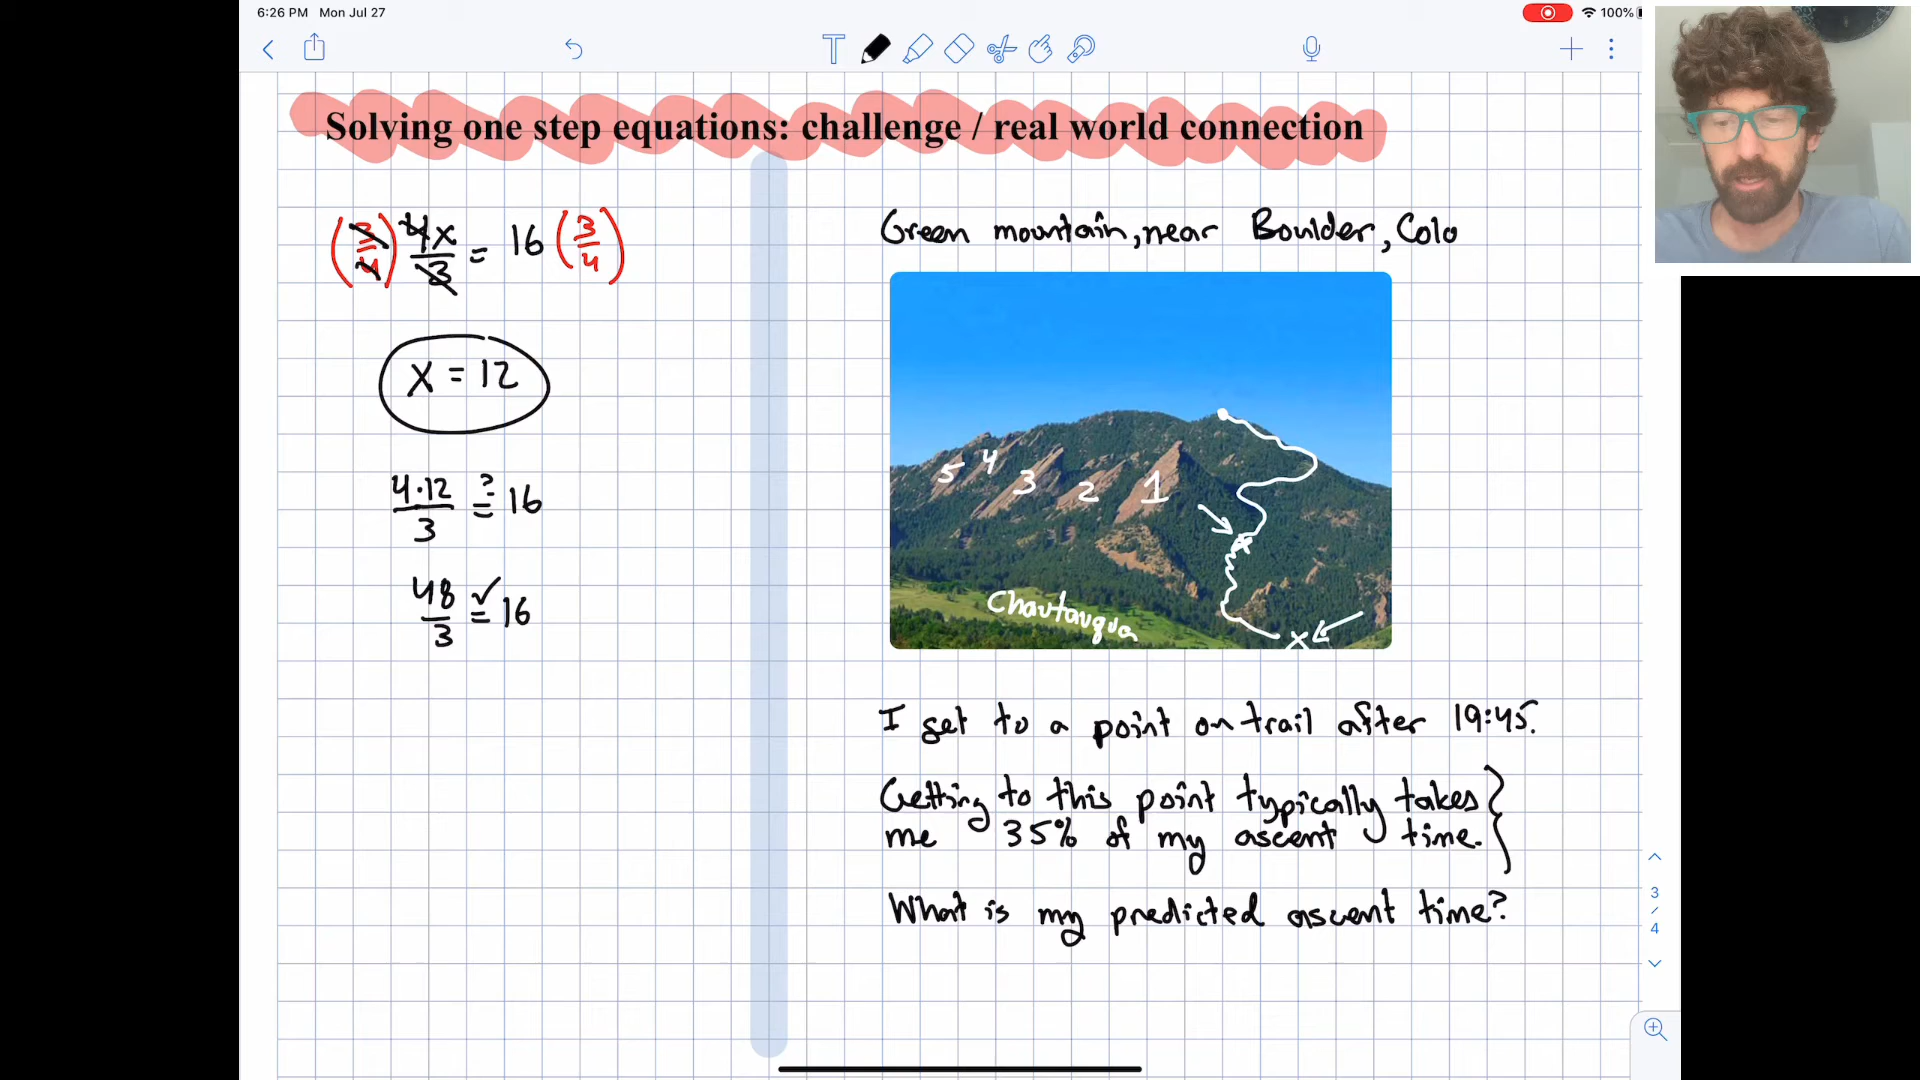 6:26 PM Mon Jul 27
100%
Solving one step equations: challenge / real world connection
(3/4) 4x/3 = 16 (3/4)
x = 12
4·12/3 ?= 16
48/3 =✓ 16
Green mountain, near Boulder, Colo
5 4 3 2 1
Chautauqua
x
x
I get to a point on trail after 19:45.
Getting to this point typically takes
me 35% of my ascent time.
What is my predicted ascent time?
3
/
4